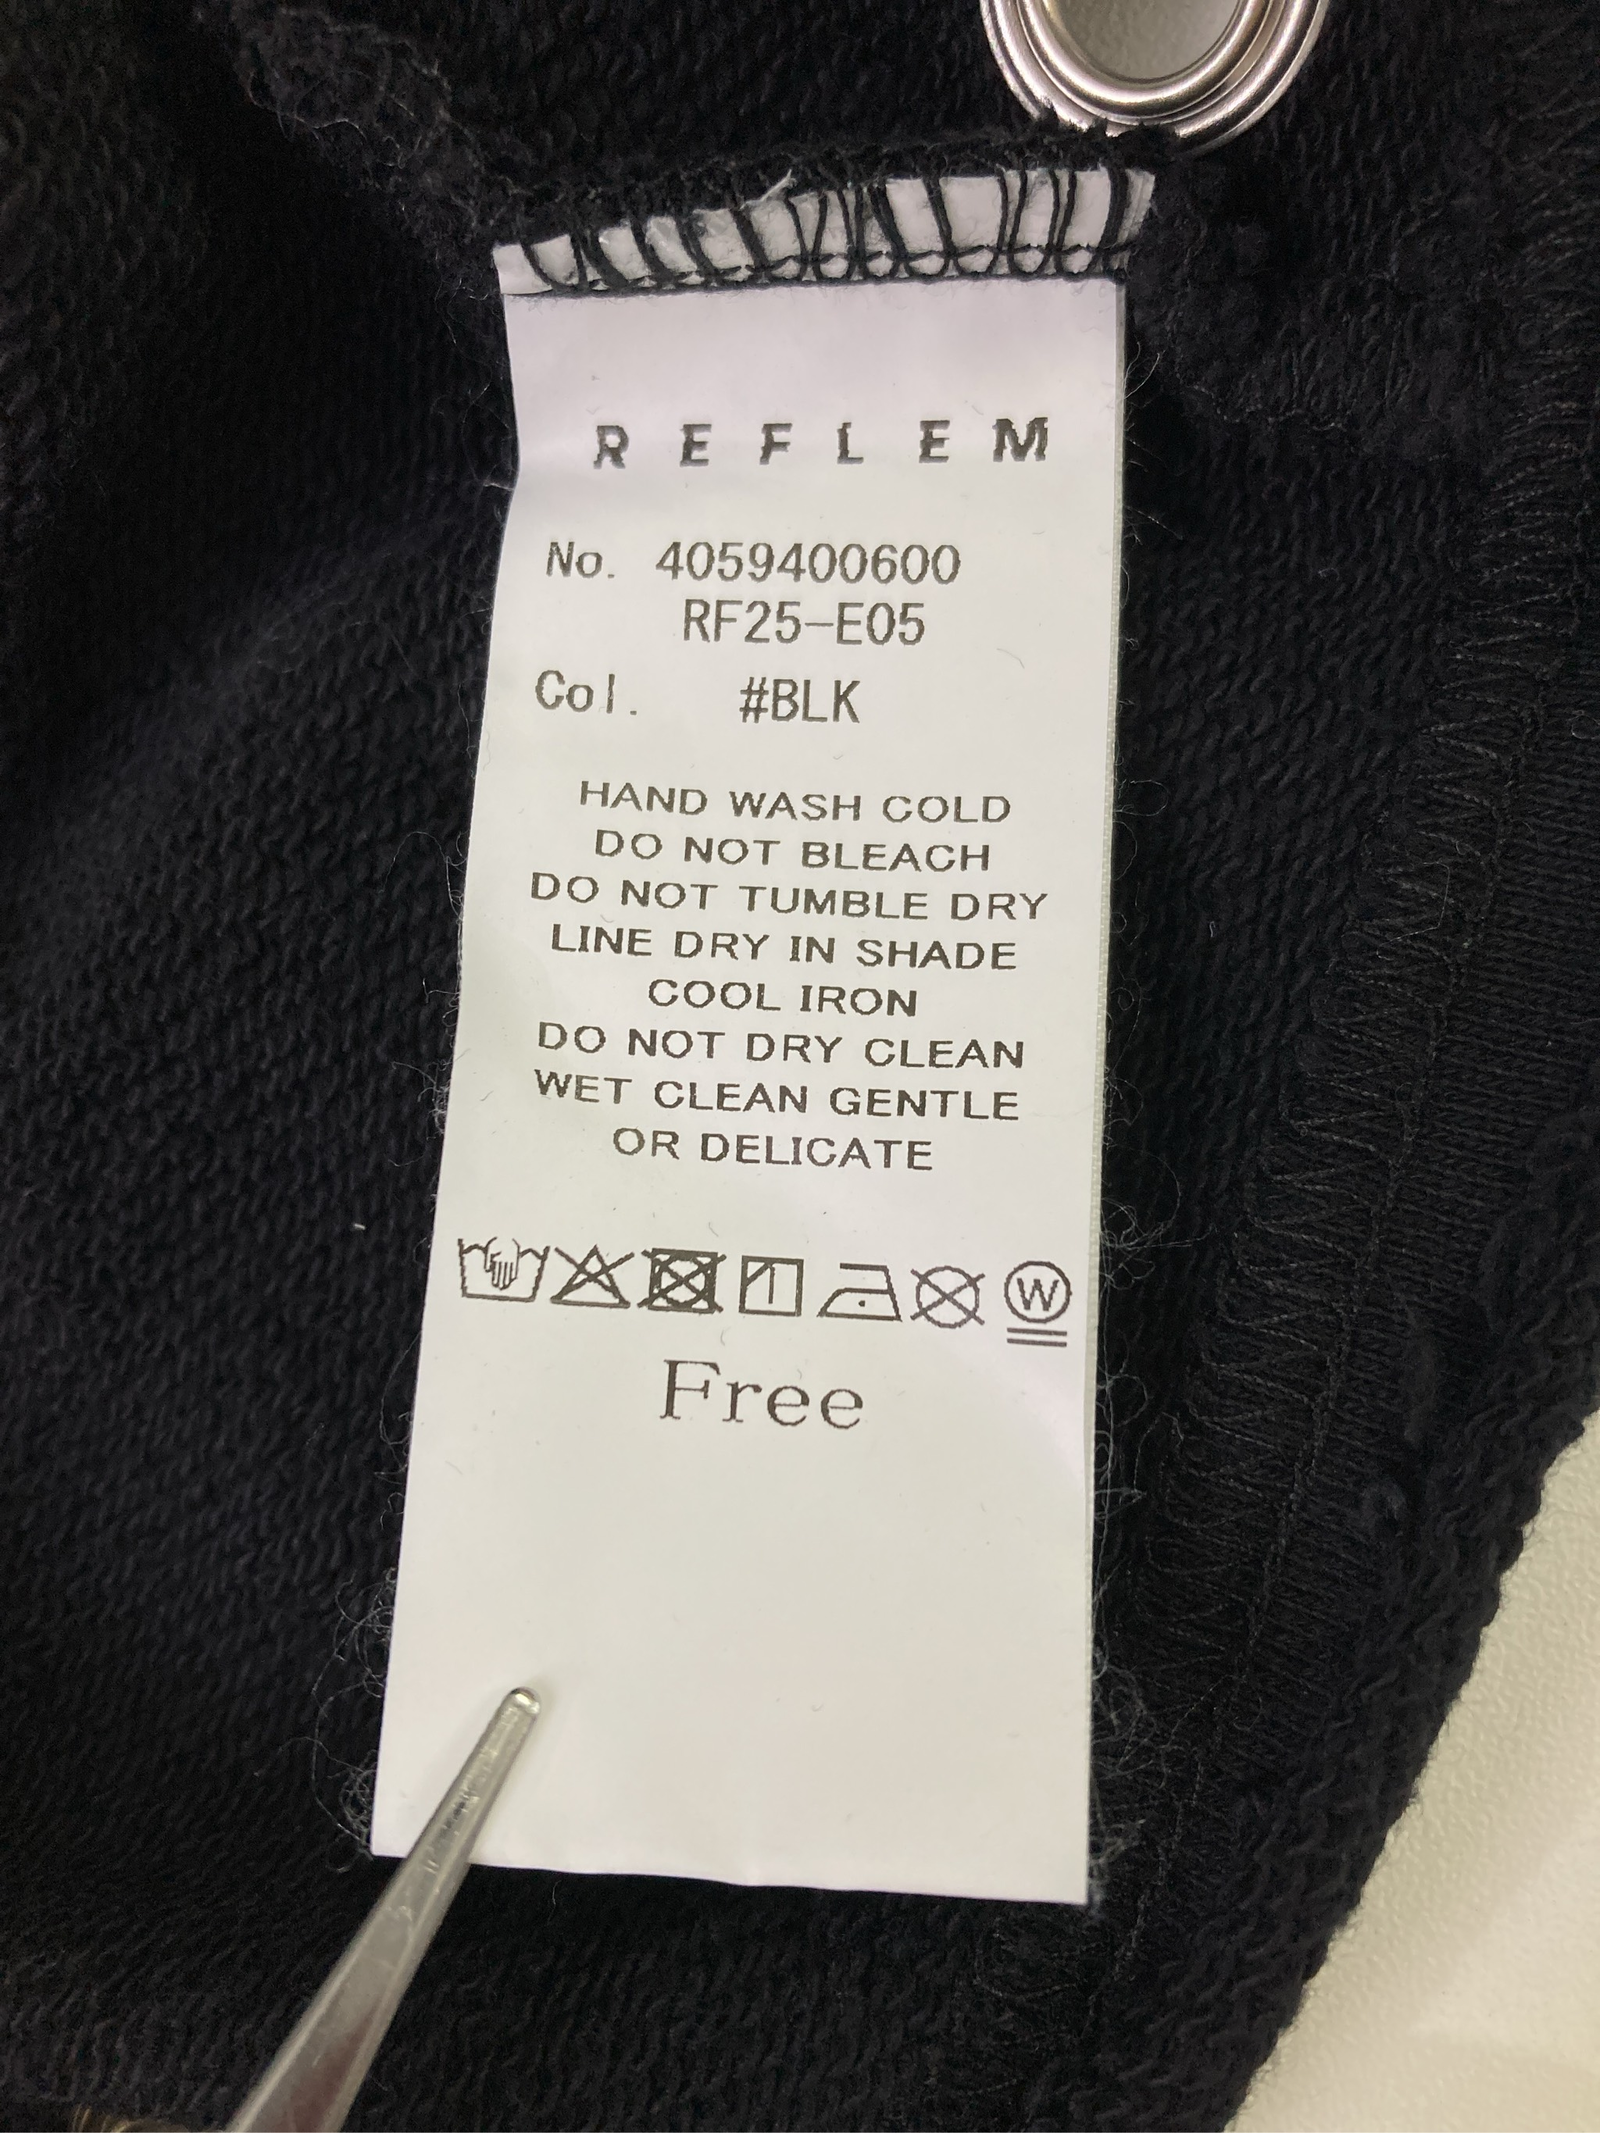 REFLEM
No. 4059400600
RF25-E05
Col. #BLK
HAND WASH COLD
DO NOT BLEACH
DO NOT TUMBLE DRY
LINE DRY IN SHADE
COOL IRON
DO NOT DRY CLEAN
WET CLEAN GENTLE
OR DELICATE
W
Free